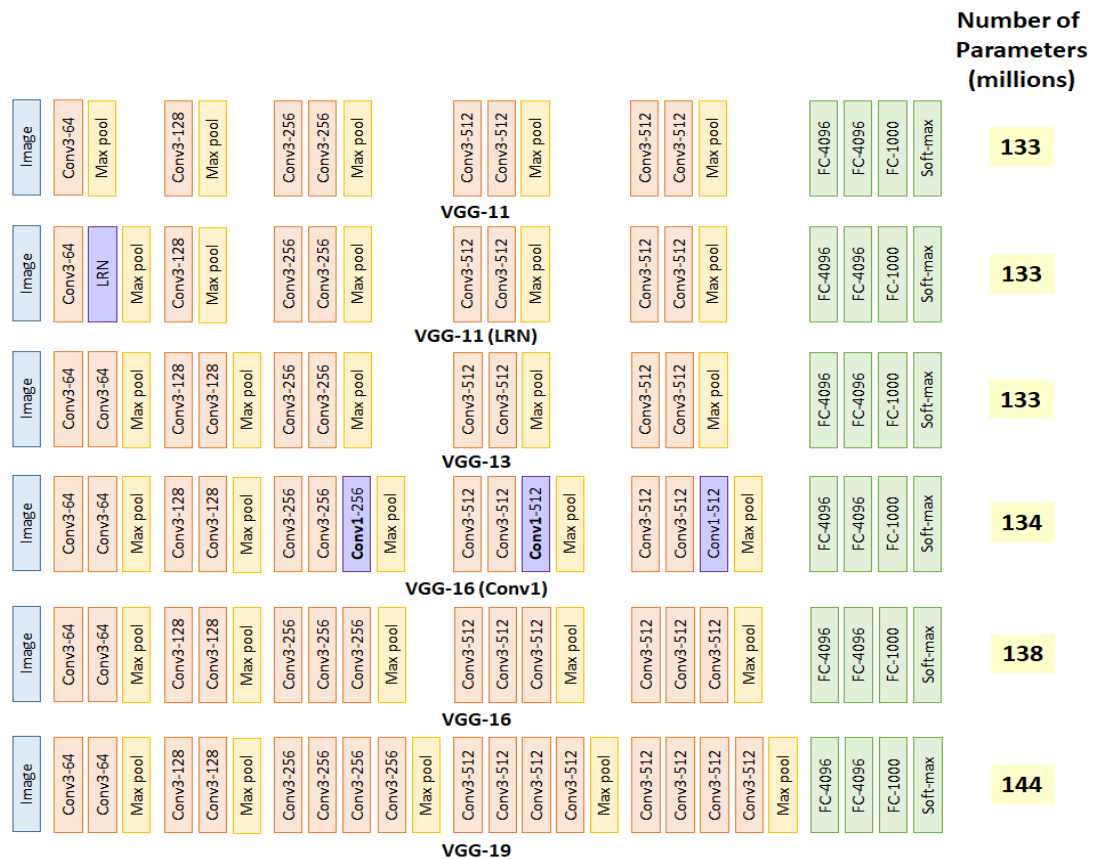 Number of
Parameters
(millions)
Image
Conv3-64
Max pool
Conv3-128
Max pool
Conv3-256
Conv3-256
Max pool
Conv3-512
Conv3-512
Max pool
Conv3-512
Conv3-512
Max pool
FC-4096
FC-4096
FC-1000
Soft-max
133
VGG-11
Image
Conv3-64
LRN
Max pool
Conv3-128
Max pool
Conv3-256
Conv3-256
Max pool
Conv3-512
Conv3-512
Max pool
Conv3-512
Conv3-512
Max pool
FC-4096
FC-4096
FC-1000
Soft-max
133
VGG-11 (LRN)
Image
Conv3-64
Conv3-64
Max pool
Conv3-128
Conv3-128
Max pool
Conv3-256
Conv3-256
Max pool
Conv3-512
Conv3-512
Max pool
Conv3-512
Conv3-512
Max pool
FC-4096
FC-4096
FC-1000
Soft-max
133
VGG-13
Image
Conv3-64
Conv3-64
Max pool
Conv3-128
Conv3-128
Max pool
Conv3-256
Conv3-256
Conv1-256
Max pool
Conv3-512
Conv3-512
Conv1-512
Max pool
Conv3-512
Conv3-512
Conv1-512
Max pool
FC-4096
FC-4096
FC-1000
Soft-max
134
VGG-16 (Conv1)
Image
Conv3-64
Conv3-64
Max pool
Conv3-128
Conv3-128
Max pool
Conv3-256
Conv3-256
Conv3-256
Max pool
Conv3-512
Conv3-512
Conv3-512
Max pool
Conv3-512
Conv3-512
Conv3-512
Max pool
FC-4096
FC-4096
FC-1000
Soft-max
138
VGG-16
Image
Conv3-64
Conv3-64
Max pool
Conv3-128
Conv3-128
Max pool
Conv3-256
Conv3-256
Conv3-256
Conv3-256
Max pool
Conv3-512
Conv3-512
Conv3-512
Conv3-512
Max pool
Conv3-512
Conv3-512
Conv3-512
Conv3-512
Max pool
FC-4096
FC-4096
FC-1000
Soft-max
144
VGG-19